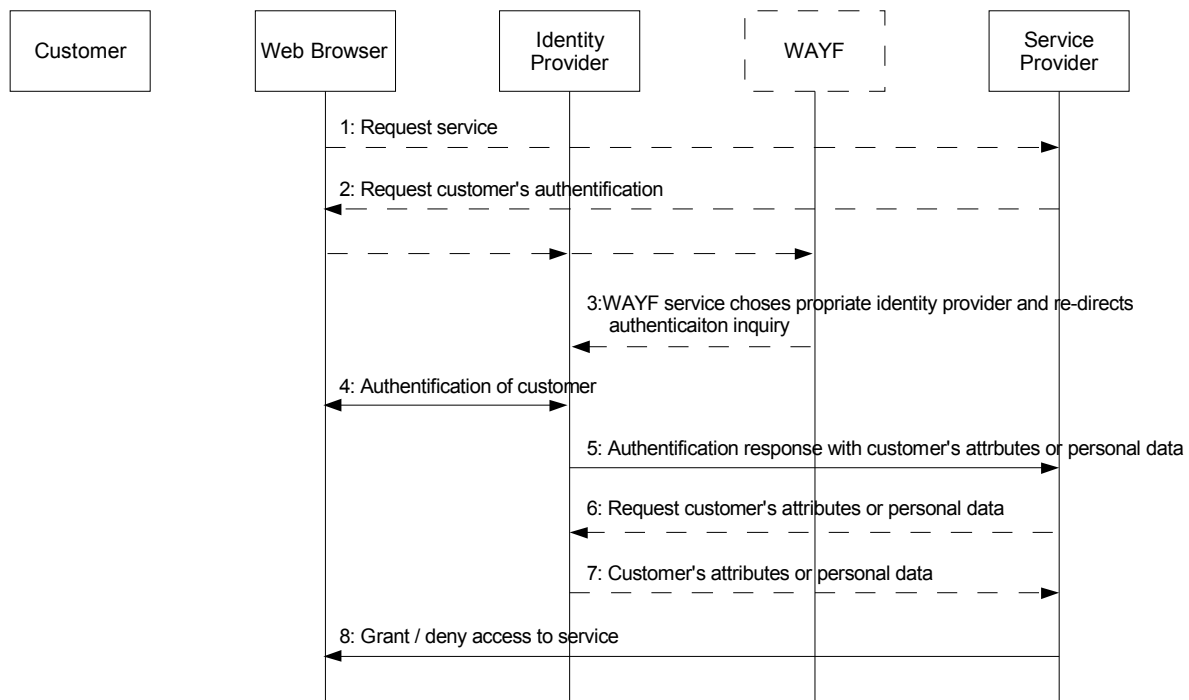 Customer
Web Browser
Identity
Provider
WAYF
Service
Provider
1: Request service
2: Request customer's authentification
3:WAYF service choses propriate identity provider and re-directs
authenticaiton inquiry
4: Authentification of customer
5: Authentification response with customer's attrbutes or personal data
6: Request customer's attributes or personal data
7: Customer's attributes or personal data
8: Grant / deny access to service